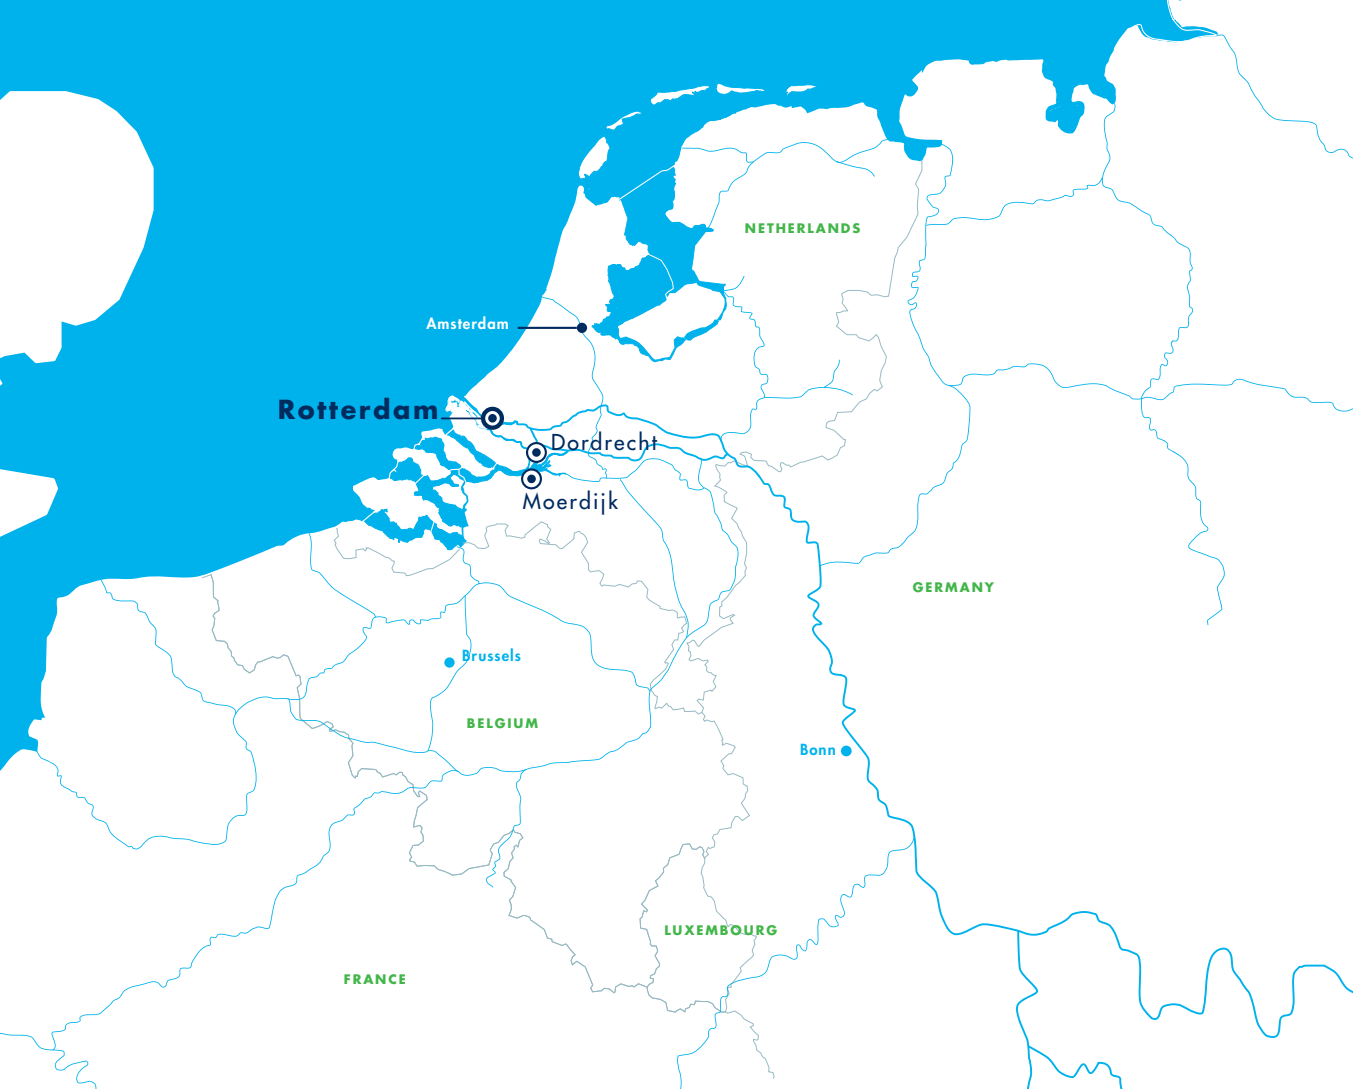 NETHERLANDS
Amsterdam
Rotterdam
Dordrecht
Moerdijk
GERMANY
Brussels
BELGIUM
Bonn
LUXEMBOURG
FRANCE